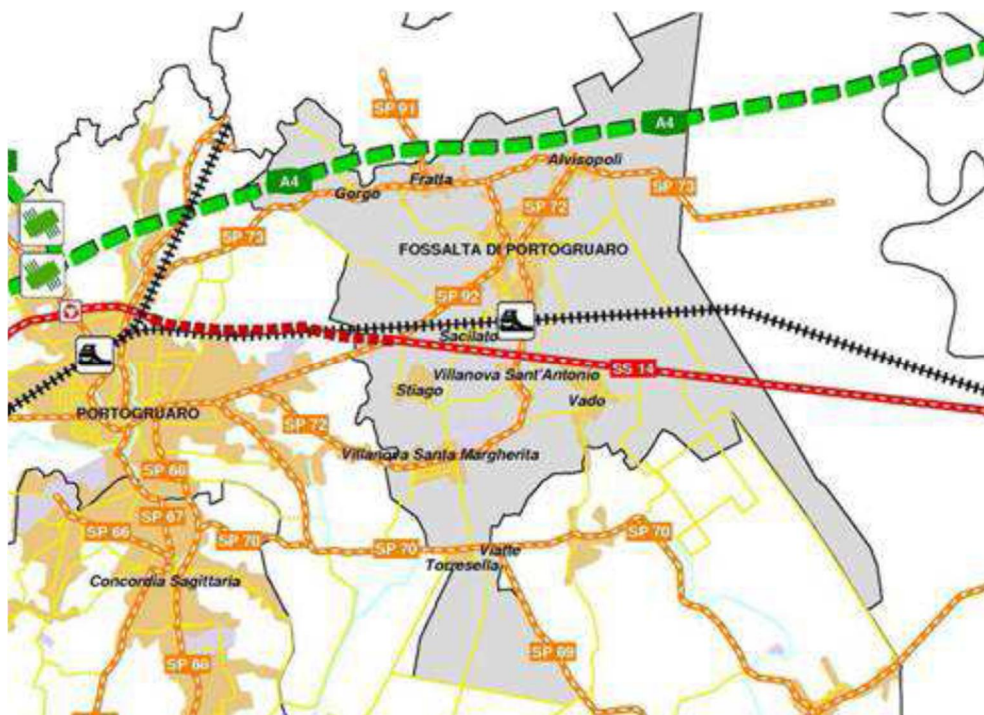 SP 91
A4
A4
Alvisopoli
Fratta
Gorgo
SP 73
SP 72
SP 73
FOSSALTA DI PORTOGRUARO
SP 92
Sacilato
SS 14
Villanova Sant'Antonio
Stiago
Vado
PORTOGRUARO
SP 72
Villanova Santa Margherita
SP 68
SP 67
SP 66
SP 70
SP 70
SP 70
Viatte
Torresella
Concordia Sagittaria
SP 69
SP 68